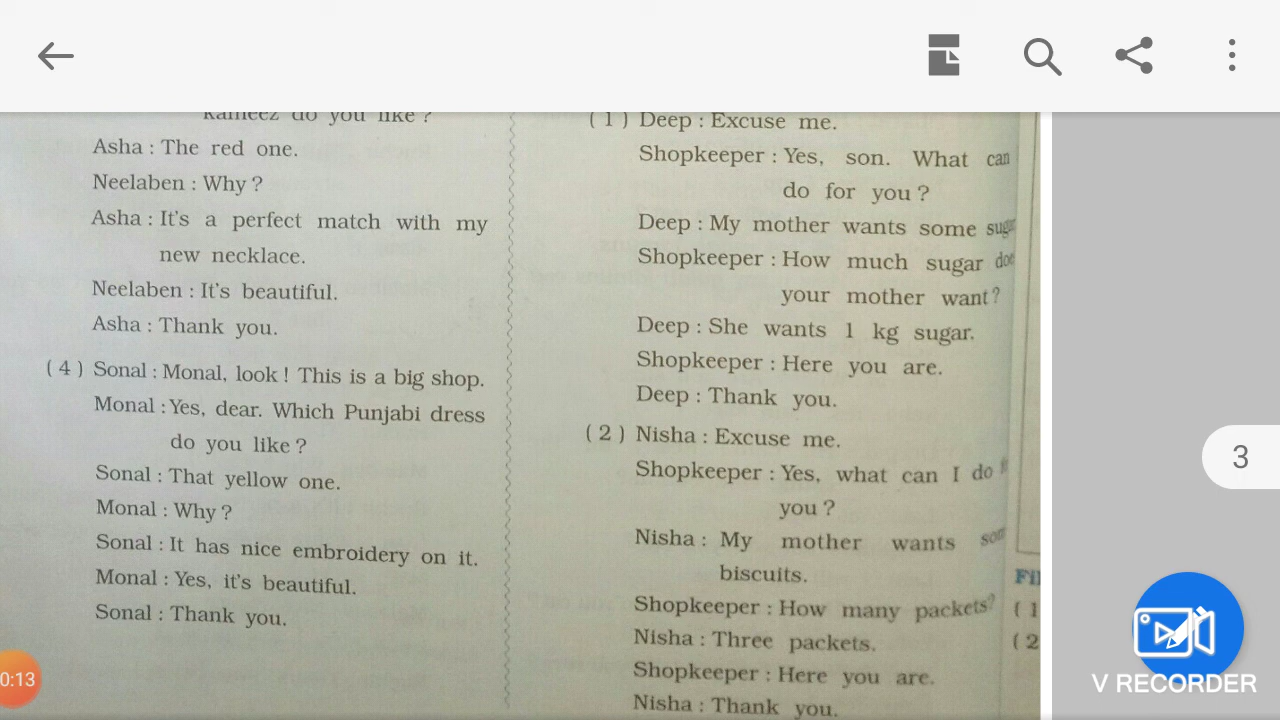 kameez do you like ?
Asha : The red one.
Neelaben : Why ?
Asha : It's a perfect match with my
new necklace.
Neelaben : It's beautiful.
Asha : Thank you.
( 4 ) Sonal : Monal, look ! This is a big shop.
Monal : Yes, dear. Which Punjabi dress
do you like ?
Sonal : That yellow one.
Monal : Why ?
Sonal : It has nice embroidery on it.
Monal : Yes, it's beautiful.
Sonal : Thank you.
( 1 ) Deep : Excuse me.
Shopkeeper : Yes, son. What can
do for you ?
Deep : My mother wants some
Shopkeeper : How much sugar
your mother want?
Deep : She wants 1 kg sugar.
Shopkeeper : Here you are.
Deep : Thank you.
( 2 ) Nisha : Excuse me.
Shopkeeper : Yes, what can I do
you ?
Nisha : My mother wants
biscuits.
Shopkeeper : How many packets?
Nisha : Three packets.
Shopkeeper : Here you are.
Nisha : Thank you.
( 1
( 2
3
0:13
V RECORDER